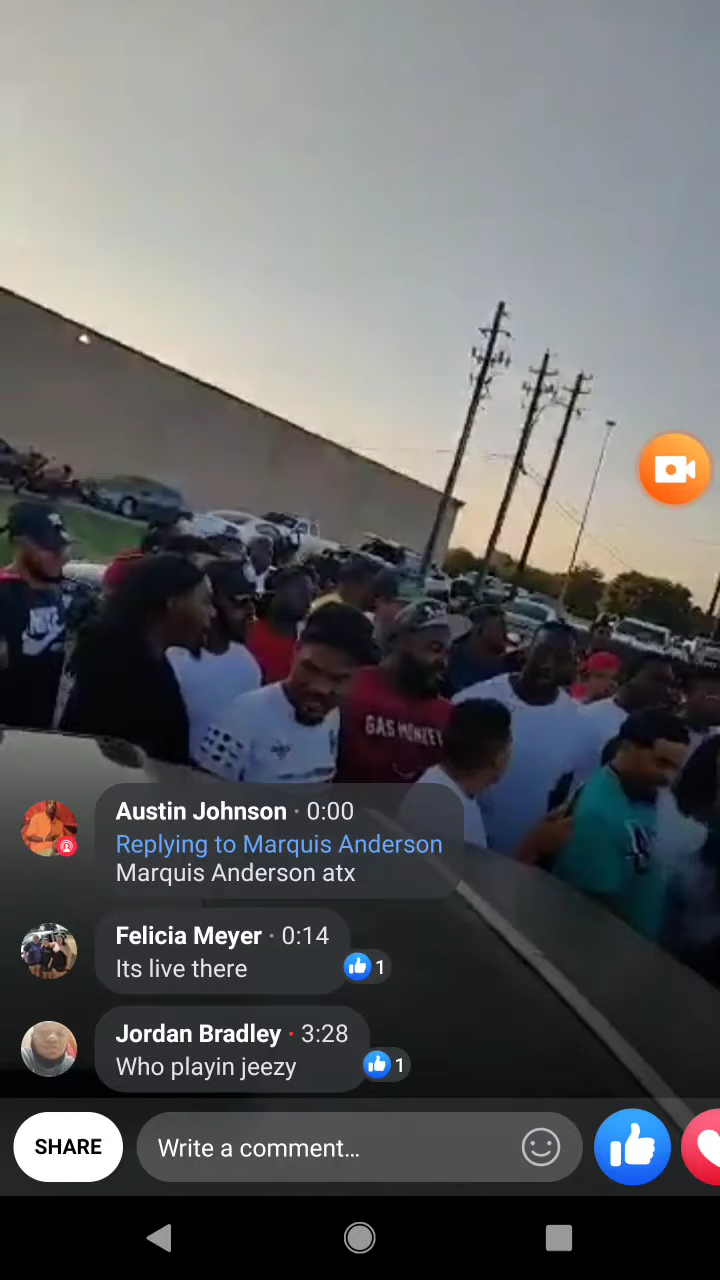 NIKE
GAS MONKEY
Austin Johnson · 0:00
Replying to Marquis Anderson
Marquis Anderson atx
Felicia Meyer · 0:14
Its live there
1
Jordan Bradley · 3:28
Who playin jeezy
1
SHARE
Write a comment...